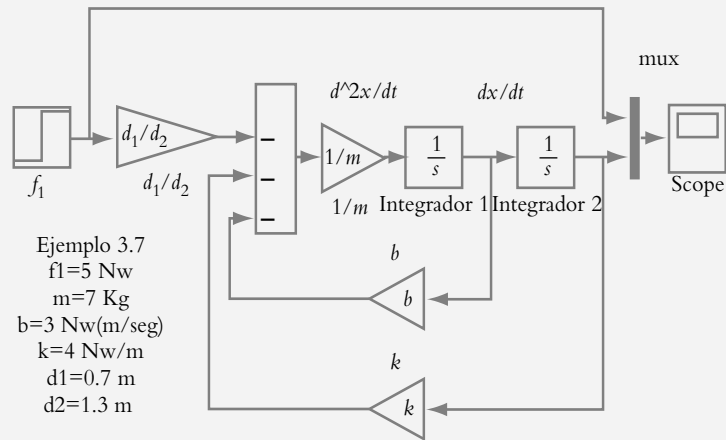 mux
d^2x/dt
dx/dt
d₁/d₂
1/m
1
s
1
s
f₁
d₁/d₂
1/m
Integrador 1
Integrador 2
Scope
−
−
−
Ejemplo 3.7
f1=5 Nw
m=7 Kg
b=3 Nw(m/seg)
k=4 Nw/m
d1=0.7 m
d2=1.3 m
b
b
k
k